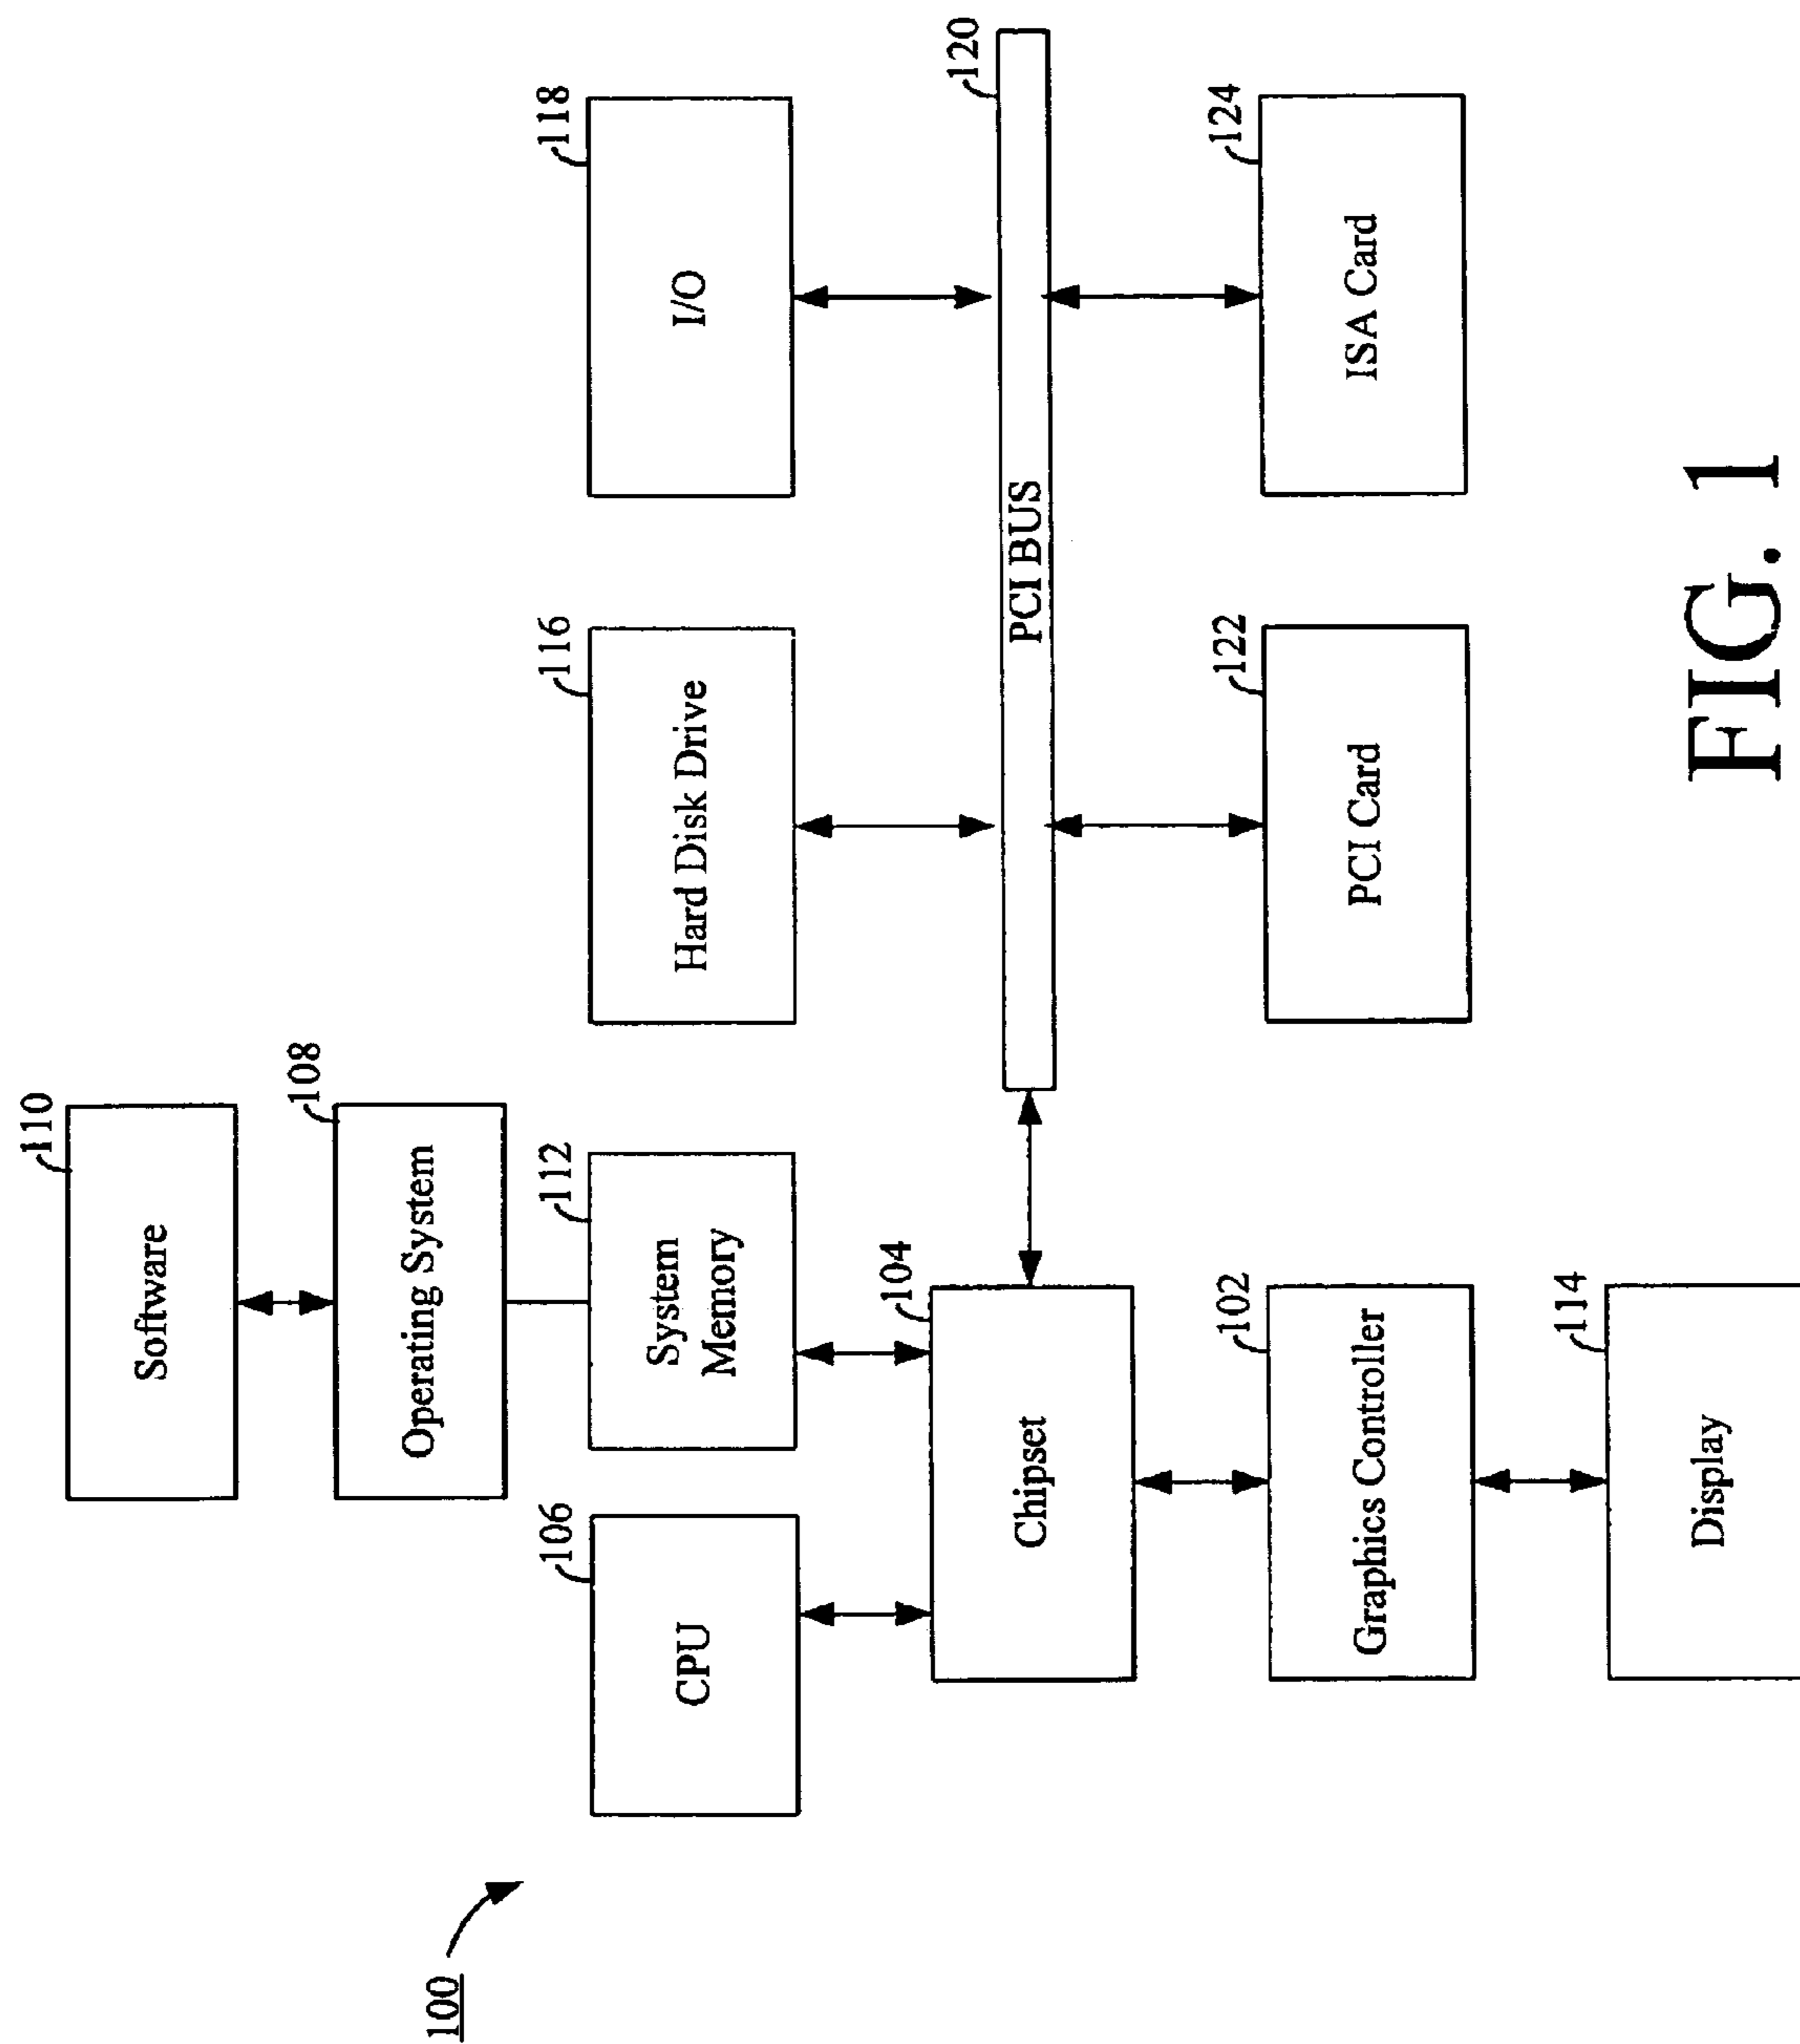 100
110
Software
108
Operating System
106
CPU
112
System
Memory
116
Hard Disk Drive
118
I/O
104
Chipset
120
PCI BUS
102
Graphics Controller
122
PCI Card
124
ISA Card
114
Display
FIG. 1